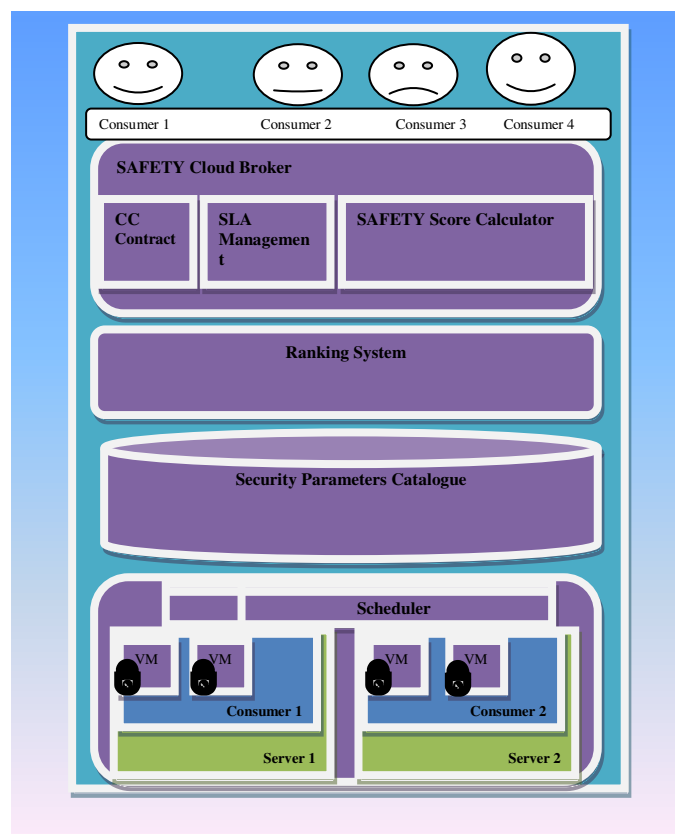 Consumer 1 Consumer 2 Consumer 3 Consumer 4
SAFETY Cloud Broker
CC
Contract
SLA
Managemen
t
SAFETY Score Calculator
Ranking System
Security Parameters Catalogue
Scheduler
VM VM VM VM
Consumer 1 Consumer 2
Server 1 Server 2